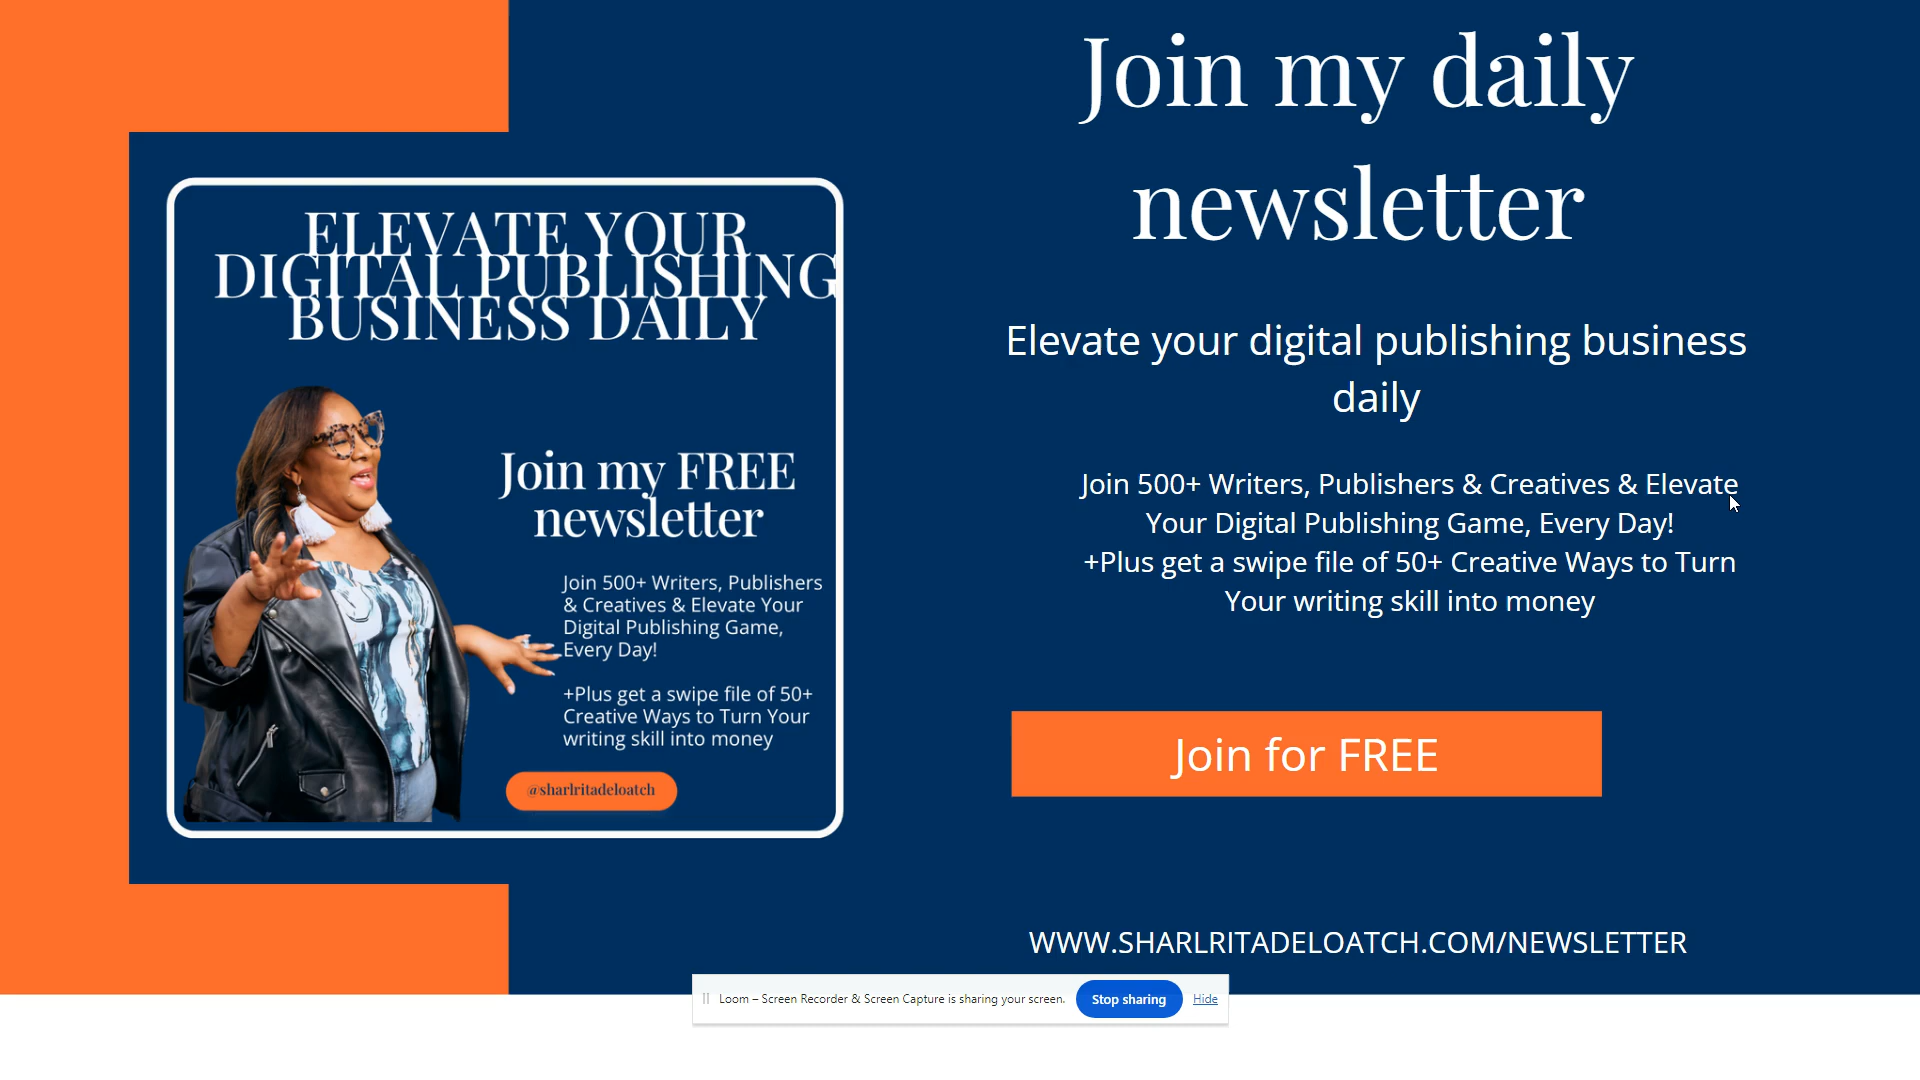 ELEVATE YOUR
DIGITAL PUBLISHING
BUSINESS DAILY
Join my FREE
newsletter
Join 500+ Writers, Publishers
& Creatives & Elevate Your
Digital Publishing Game,
Every Day!
+Plus get a swipe file of 50+
Creative Ways to Turn Your
writing skill into money
@sharlritadeloatch
Join my daily
newsletter
Elevate your digital publishing business
daily
Join 500+ Writers, Publishers & Creatives & Elevate
Your Digital Publishing Game, Every Day!
+Plus get a swipe file of 50+ Creative Ways to Turn
Your writing skill into money
Join for FREE
WWW.SHARLRITADELOATCH.COM/NEWSLETTER
Loom – Screen Recorder & Screen Capture is sharing your screen.
Stop sharing
Hide